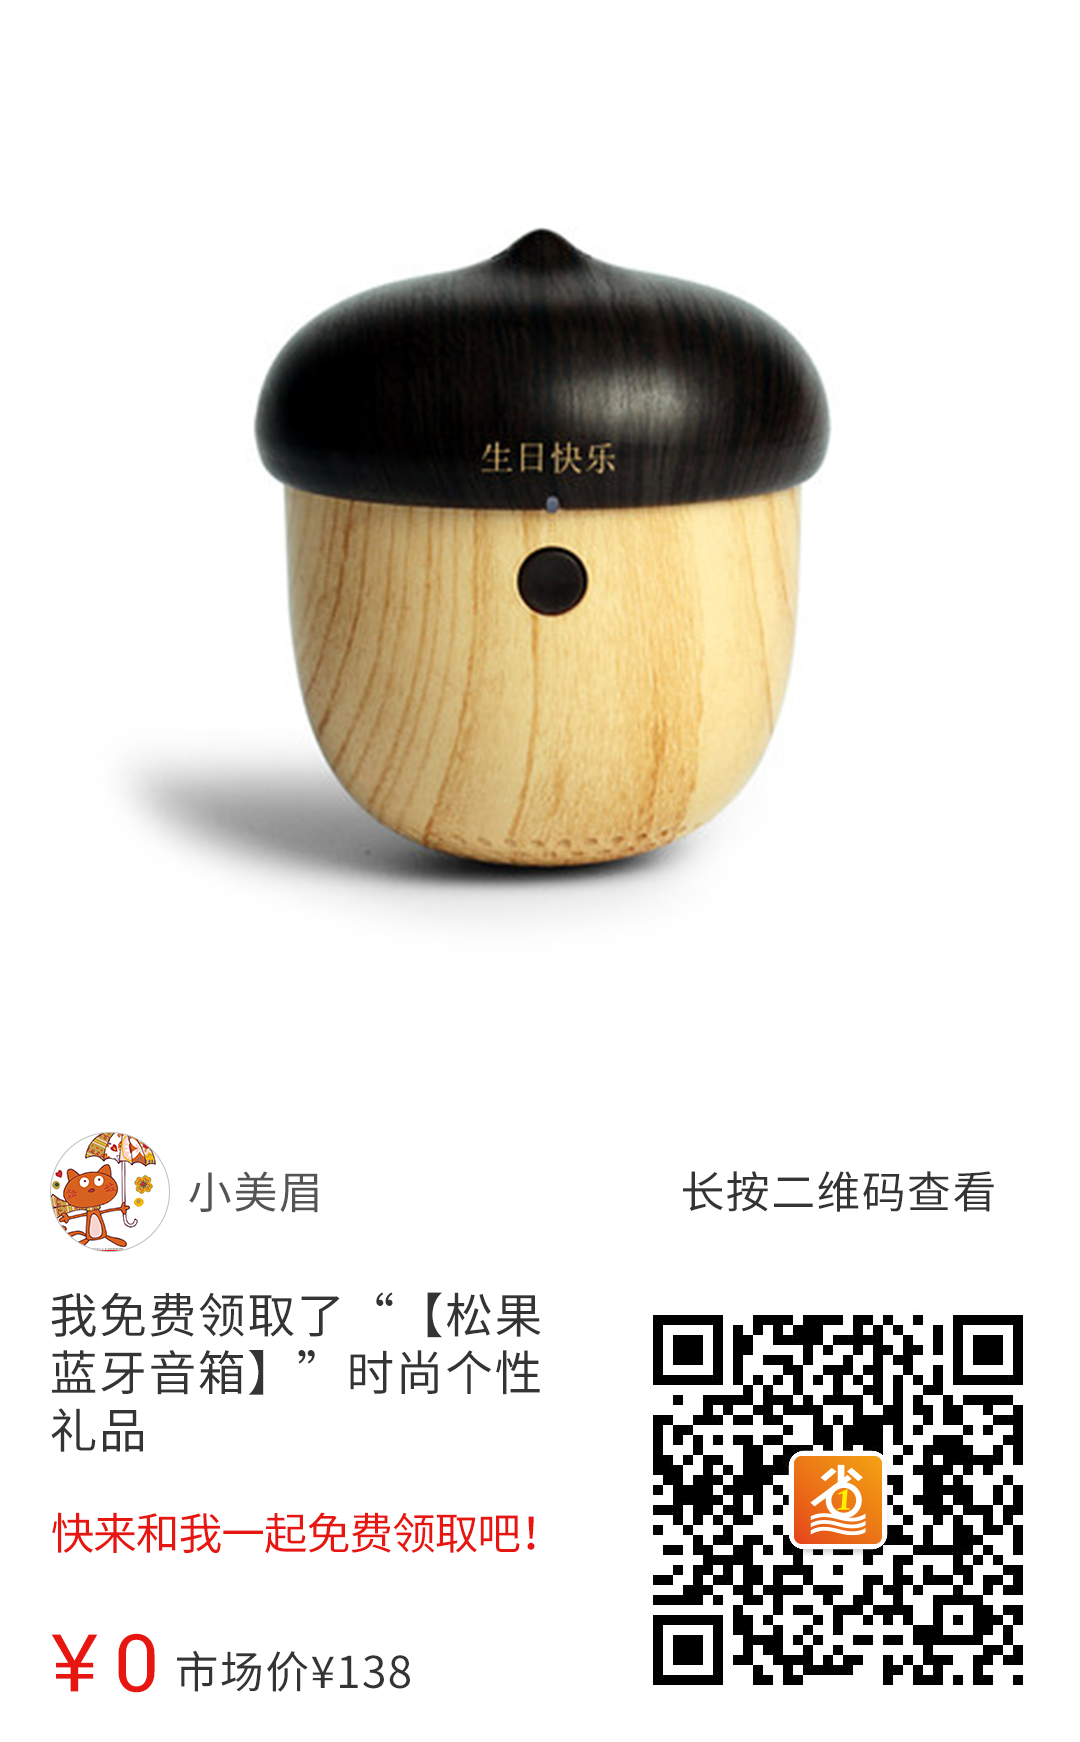 生日快乐
小美眉
长按二维码查看
我免费领取了“【松果
蓝牙音箱】”时尚个性
礼品
快来和我一起免费领取吧！
省1
¥0 市场价¥138